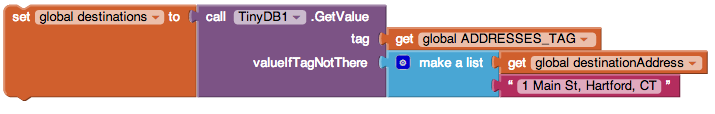 set global destinations to call TinyDB1 .GetValue
tag get global ADDRESSES_TAG
valueIfTagNotThere make a list get global destinationAddress
“ 1 Main St, Hartford, CT ”